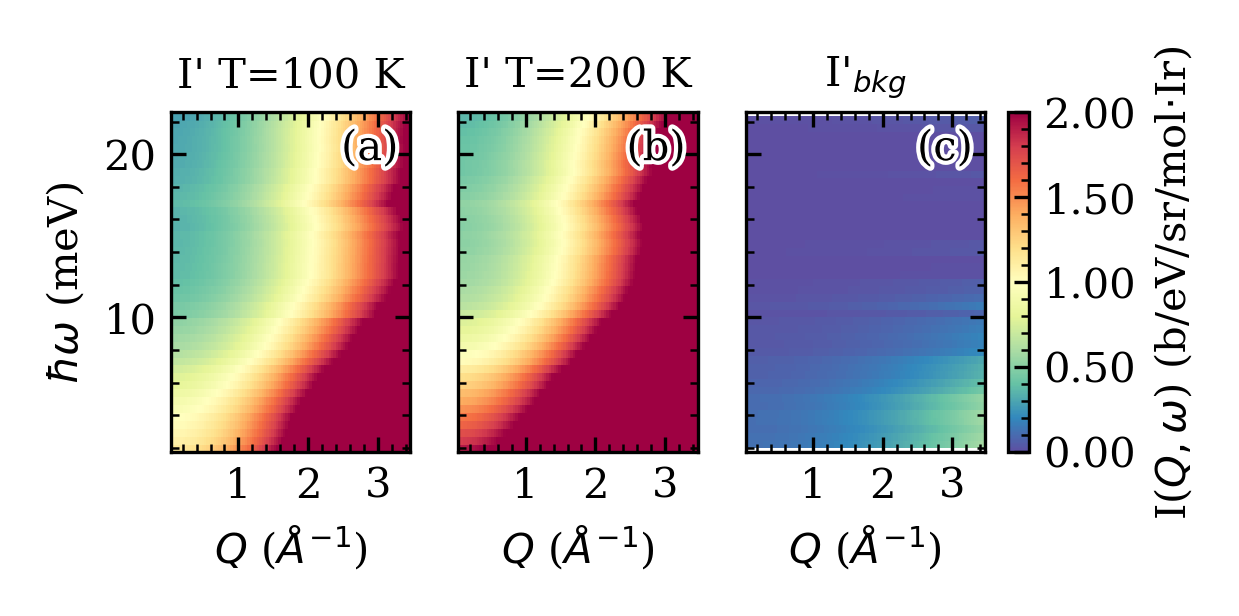 I' T=100 K
I' T=200 K
I'bkg
(a)
(b)
(c)
20
10
ħω (meV)
1 2 3
1 2 3
1 2 3
Q (Å⁻¹)
Q (Å⁻¹)
Q (Å⁻¹)
2.00
1.50
1.00
0.50
0.00
I(Q, ω) (b/eV/sr/mol·Ir)